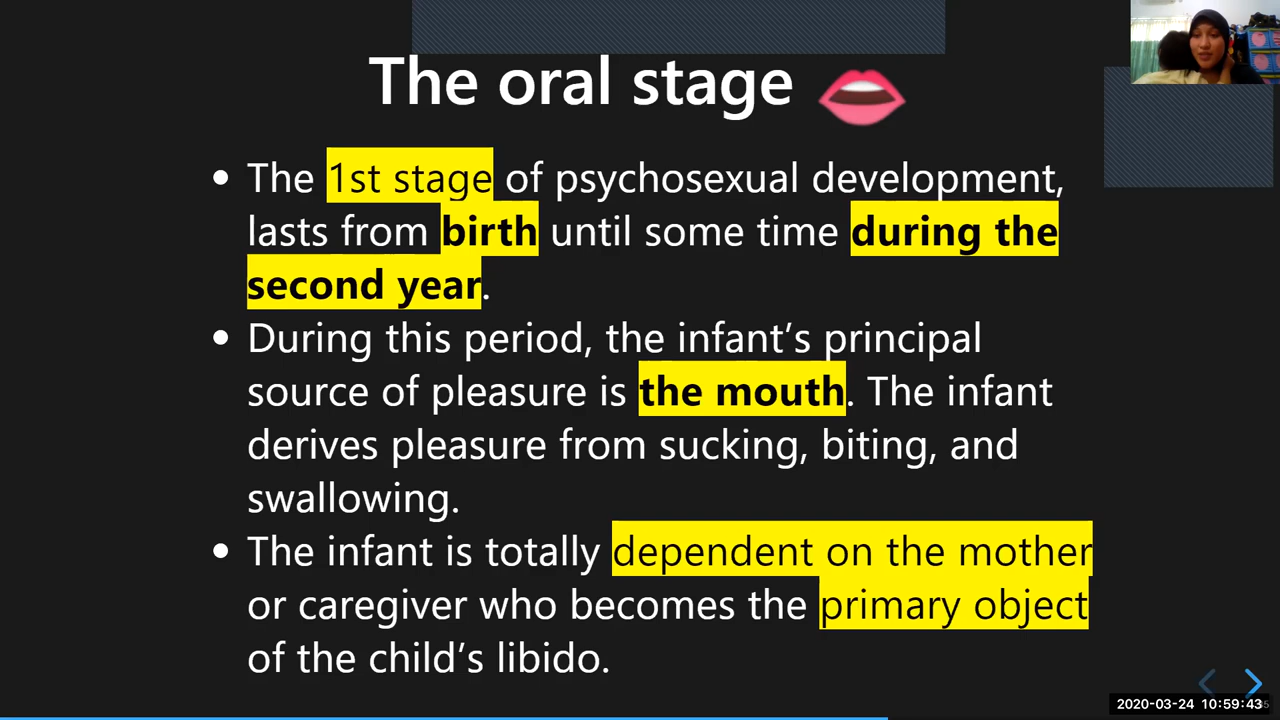 The oral stage
• The 1st stage of psychosexual development,
lasts from birth until some time during the
second year.
• During this period, the infant’s principal
source of pleasure is the mouth. The infant
derives pleasure from sucking, biting, and
swallowing.
• The infant is totally dependent on the mother
or caregiver who becomes the primary object
of the child’s libido.
2020-03-24 10:59:43